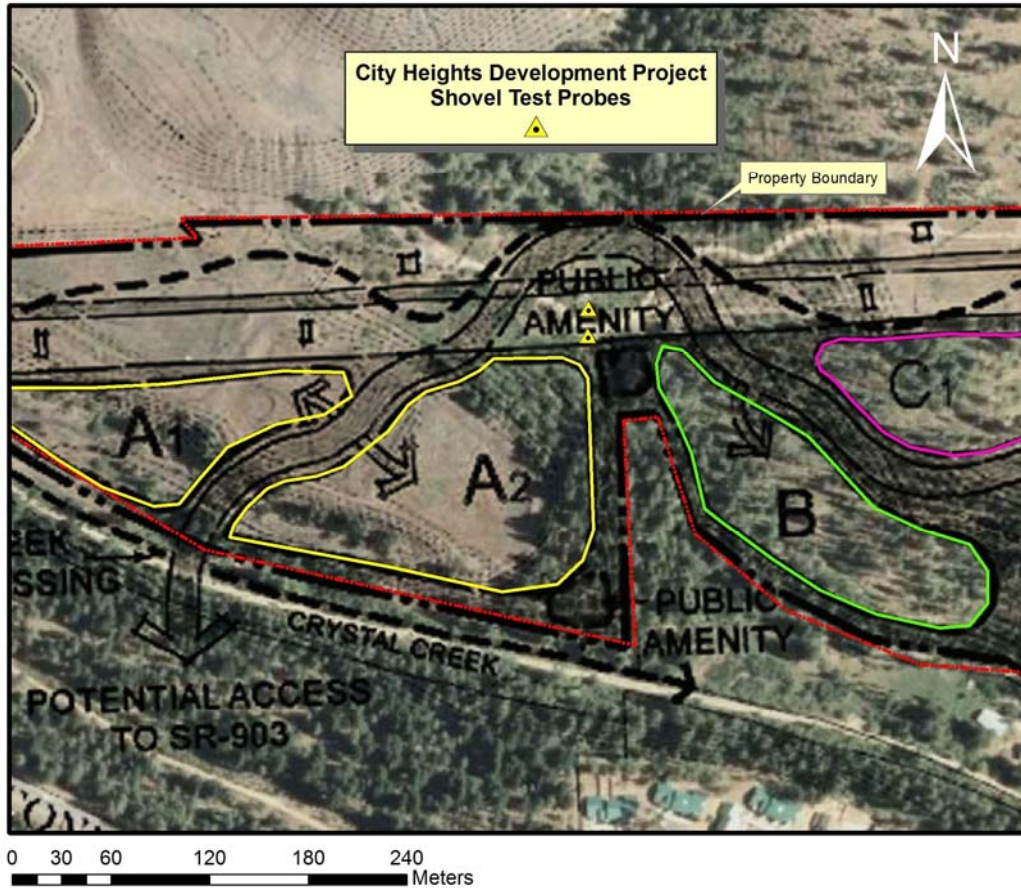 City Heights Development Project
Shovel Test Probes
N
Property Boundary
PUBLIC
AMENITY
A1
A2
B
C1
SSING
PUBLIC
AMENITY
CRYSTAL CREEK
POTENTIAL ACCESS
TO SR-903
0 30 60 120 180 240
Meters